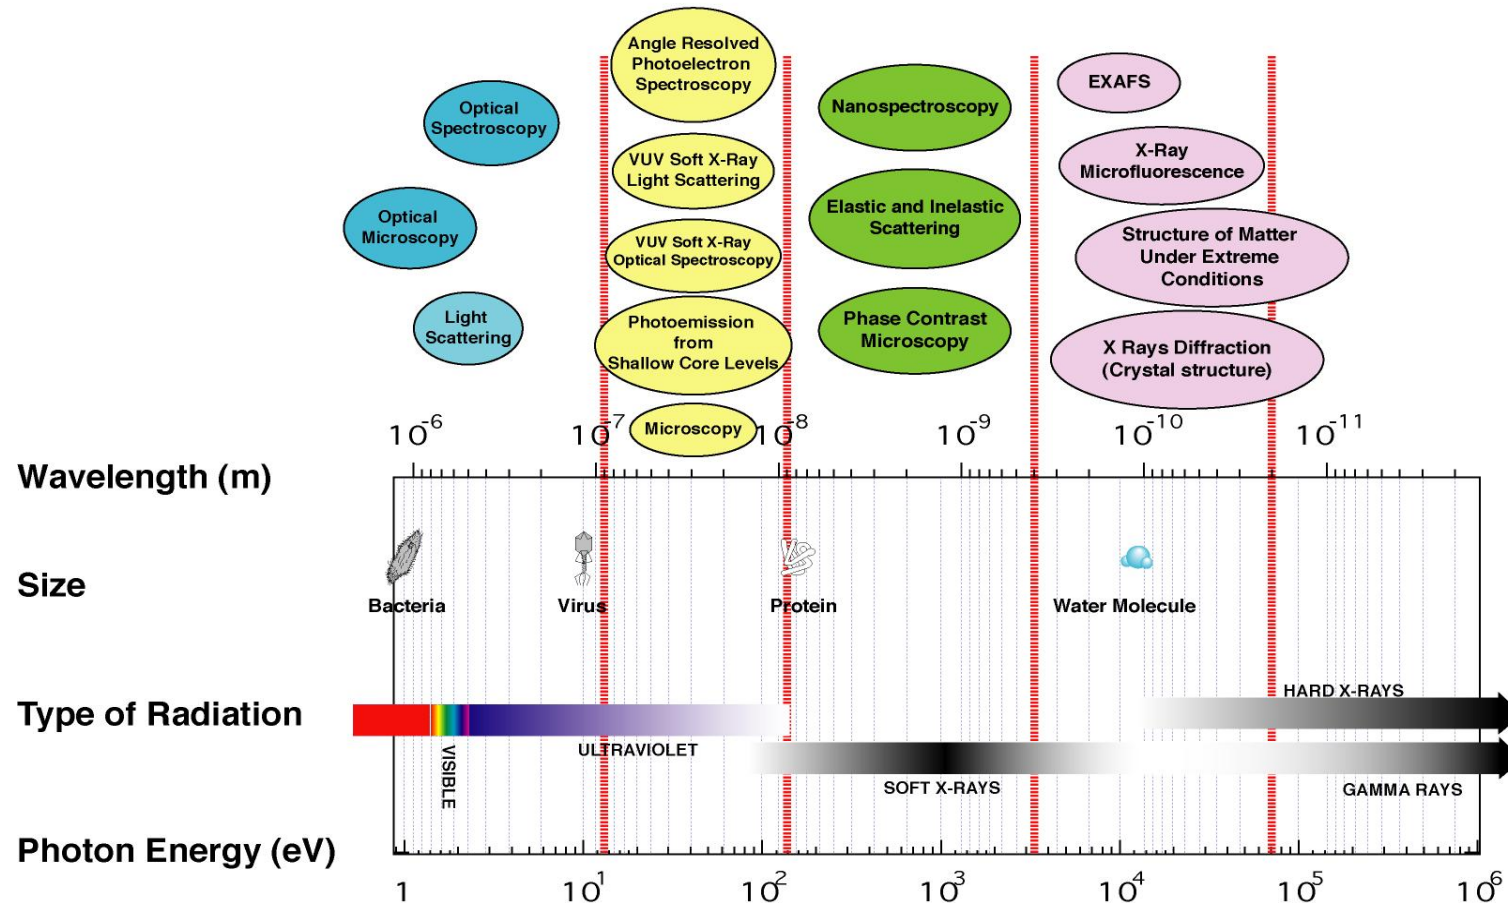 Optical
Spectroscopy
Optical
Microscopy
Light
Scattering
Angle Resolved
Photoelectron
Spectroscopy
VUV Soft X-Ray
Light Scattering
VUV Soft X-Ray
Optical Spectroscopy
Photoemission
from
Shallow Core Levels
Microscopy
Nanospectroscopy
Elastic and Inelastic
Scattering
Phase Contrast
Microscopy
EXAFS
X-Ray
Microfluorescence
Structure of Matter
Under Extreme
Conditions
X Rays Diffraction
(Crystal structure)
10⁻⁶ 10⁻⁷ 10⁻⁸ 10⁻⁹ 10⁻¹⁰ 10⁻¹¹
Wavelength (m)
Size
Bacteria Virus Protein Water Molecule
Type of Radiation
HARD X-RAYS
VISIBLE
ULTRAVIOLET
SOFT X-RAYS
GAMMA RAYS
Photon Energy (eV)
1 10¹ 10² 10³ 10⁴ 10⁵ 10⁶